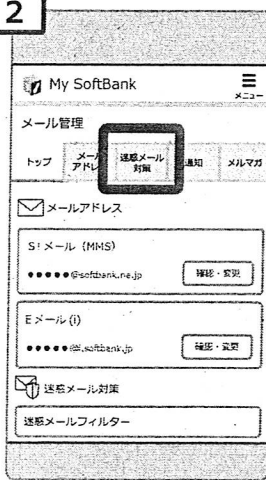 2
My SoftBank
メニュー
メール管理
トップ
メール
アドレ
迷惑メール
対策
通知
メルマガ
メールアドレス
S!メール (MMS)
●●●●●@softbank.ne.jp
確認・変更
Eメール(i)
●●●●●@i.softbank.jp
確認・変更
迷惑メール対策
迷惑メールフィルター